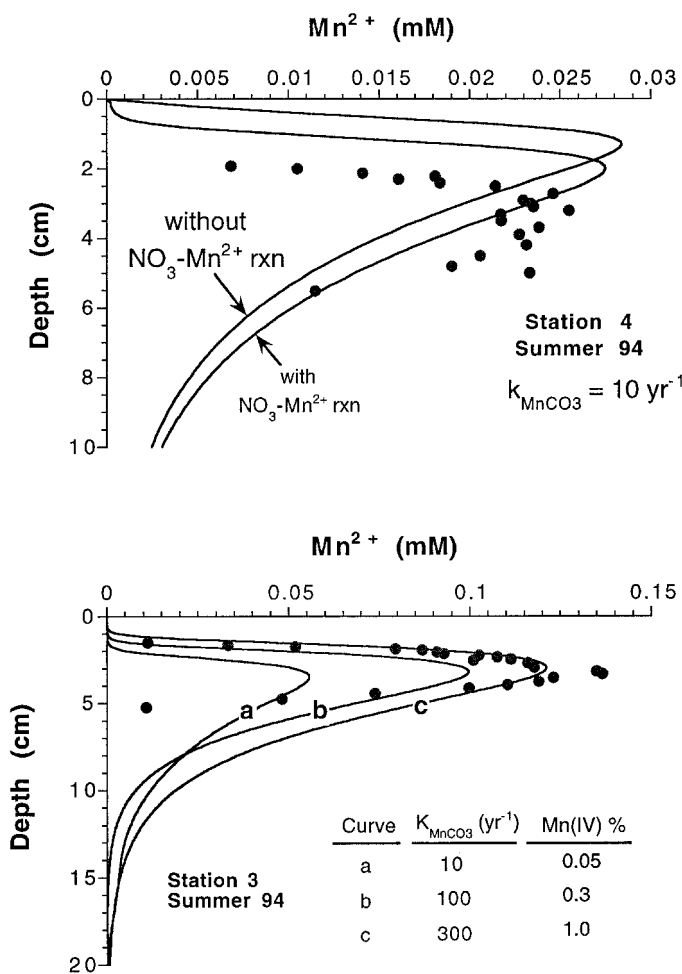 Mn²⁺ (mM)
0 0.005 0.01 0.015 0.02 0.025 0.03
0
2
4
6
8
10
Depth (cm)
without
NO₃-Mn²⁺ rxn
with
NO₃-Mn²⁺ rxn
Station 4
Summer 94
k_MnCO3 = 10 yr⁻¹
Mn²⁺ (mM)
0 0.05 0.1 0.15
0
5
10
15
20
Depth (cm)
a b c
Curve K_MnCO3 (yr⁻¹) Mn(IV) %
a 10 0.05
b 100 0.3
c 300 1.0
Station 3
Summer 94